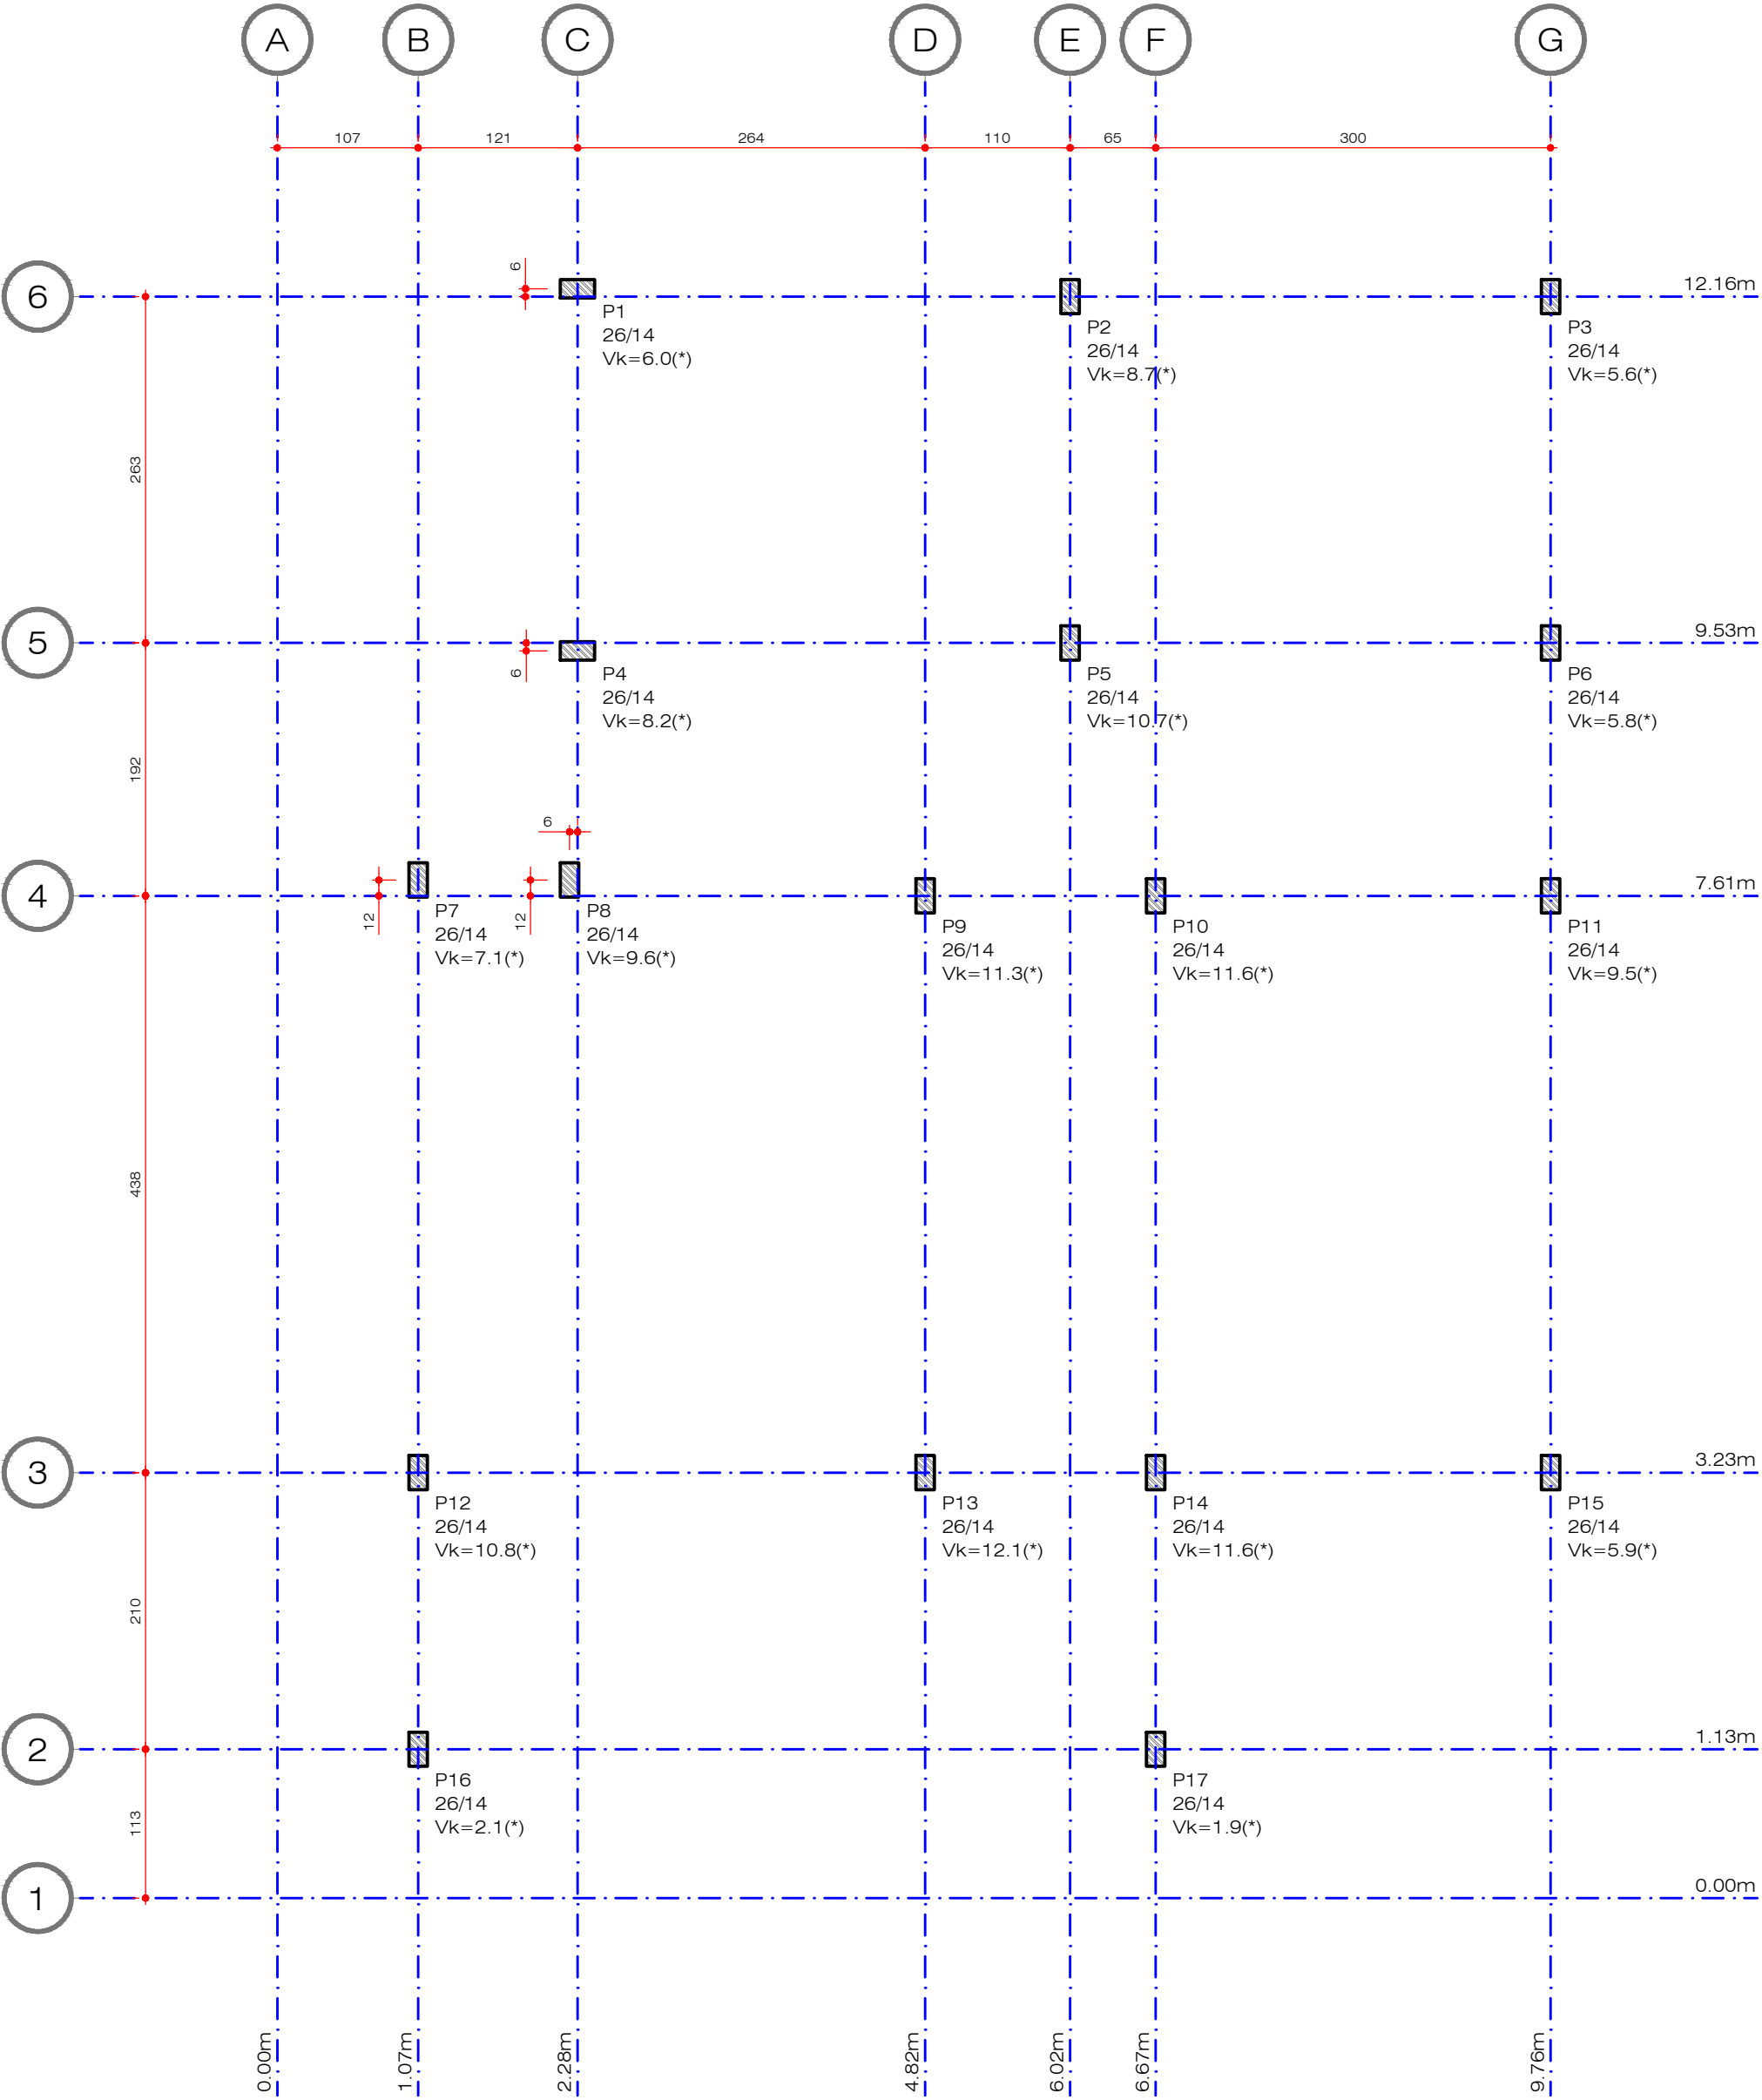 A B C D E F G
107 121 264 110 65 300
6
6 12.16m
P1
26/14
Vk=6.0(*)
P2
26/14
Vk=8.7(*)
P3
26/14
Vk=5.6(*)
263
5 9.53m
6
P4
26/14
Vk=8.2(*)
P5
26/14
Vk=10.7(*)
P6
26/14
Vk=5.8(*)
192
6
4 7.61m
12
P7
26/14
Vk=7.1(*)
12
P8
26/14
Vk=9.6(*)
P9
26/14
Vk=11.3(*)
P10
26/14
Vk=11.6(*)
P11
26/14
Vk=9.5(*)
438
3 3.23m
P12
26/14
Vk=10.8(*)
P13
26/14
Vk=12.1(*)
P14
26/14
Vk=11.6(*)
P15
26/14
Vk=5.9(*)
210
2 1.13m
P16
26/14
Vk=2.1(*)
P17
26/14
Vk=1.9(*)
113
1 0.00m
0.00m 1.07m 2.28m 4.82m 6.02m 6.67m 9.76m